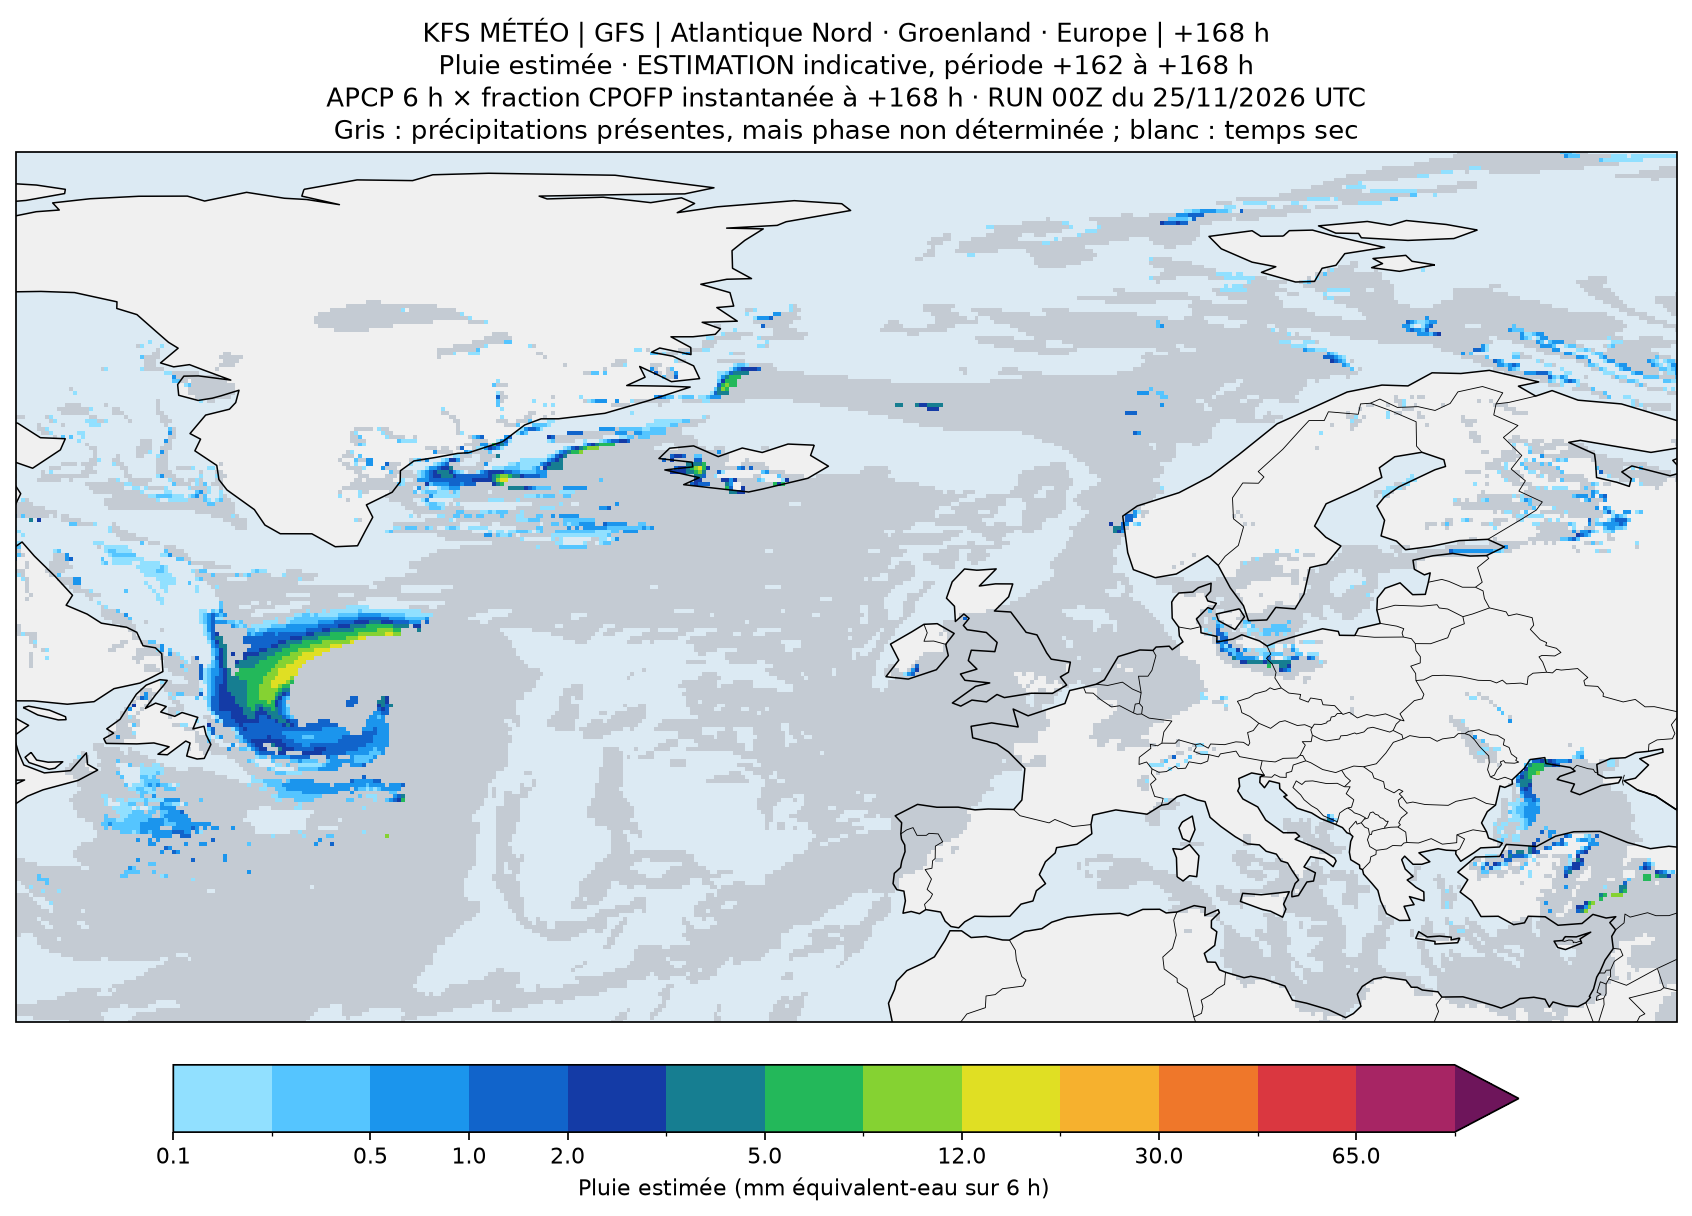 KFS MÉTÉO | GFS | Atlantique Nord · Groenland · Europe | +168 h
Pluie estimée · ESTIMATION indicative, période +162 à +168 h
APCP 6 h × fraction CPOFP instantanée à +168 h · RUN 00Z du 25/11/2026 UTC
Gris : précipitations présentes, mais phase non déterminée ; blanc : temps sec
0.1 0.5 1.0 2.0 5.0 12.0 30.0 65.0
Pluie estimée (mm équivalent-eau sur 6 h)